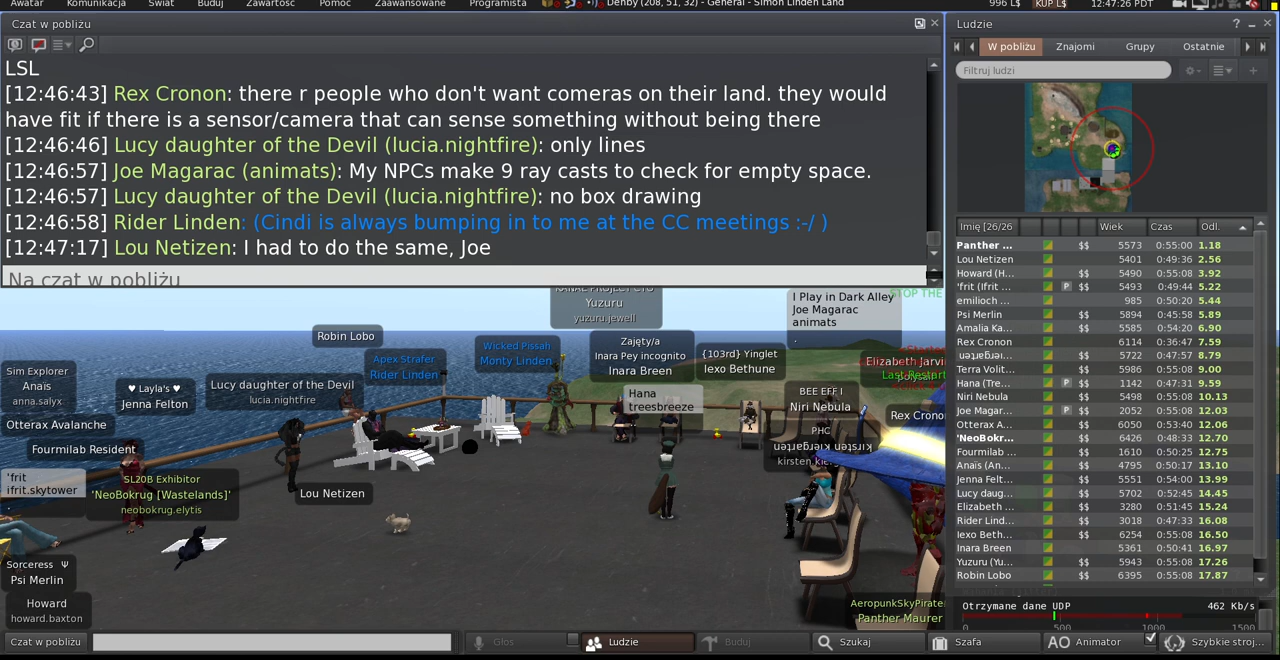 Awatar Komunikacja Świat Buduj Zawartość Pomoc Zaawansowane Programista Denby (208, 51, 32) - General - Simon Linden Land 996 L$ KUP L$ 12:47:26 PDT
Czat w pobliżu
LSL
[12:46:43] Rex Cronon: there r people who don't want comeras on their land. they would
have fit if there is a sensor/camera that can sense something without being there
[12:46:46] Lucy daughter of the Devil (lucia.nightfire): only lines
[12:46:57] Joe Magarac (animats): My NPCs make 9 ray casts to check for empty space.
[12:46:57] Lucy daughter of the Devil (lucia.nightfire): no box drawing
[12:46:58] Rider Linden: (Cindi is always bumping in to me at the CC meetings :-/ )
[12:47:17] Lou Netizen: I had to do the same, Joe
Na czat w pobliżu
Yuzuru
yuzuru.jewell
I Play in Dark Alley
Joe Magarac
animats
STOP THE
Robin Lobo
Apex Strafer
Rider Linden
Wicked Pissah
Monty Linden
Zajęty/a
Inara Pey incognito
Inara Breen
{103rd} Yinglet
Iexo Bethune
Elizabeth Jarvi
Last Restart
Sim Explorer
Anaïs
anna.salyx
♥ Layla's ♥
Jenna Felton
Lucy daughter of the Devil
lucia.nightfire
Hana
treesbreeze
BEE EFF I
Niri Nebula
Rex Crono
Otterax Avalanche
Fourmilab Resident
PHC
'frit
ifrit.skytower
SL20B Exhibitor
'NeoBokrug [Wastelands]'
neobokrug.elytis
Lou Netizen
Sorceress Ψ
Psi Merlin
Howard
howard.baxton
AeropunkSkyPirate
Panther Maurer
Czat w pobliżu Głos Ludzie Buduj Szukaj Szafa AO Animator Szybkie stroj...
Ludzie
W pobliżu Znajomi Grupy Ostatnie
Filtruj ludzi
Imię [26/26 Wiek Czas Odl.
Panther ... $$ 5573 0:55:00 1.18
Lou Netizen 5401 0:49:36 2.56
Howard (H... $$ 5490 0:55:08 3.92
'frit (Ifrit ... P $$ 5493 0:49:44 5.22
emilioch ... 985 0:50:20 5.44
Psi Merlin $$ 5894 0:45:58 5.89
Amalia Ka... $$ 5585 0:54:20 6.90
Rex Cronon 6114 0:36:47 7.59
$$ 5722 0:47:57 8.79
Terra Volit... $$ 5986 0:55:08 9.00
Hana (Tre... P $$ 1142 0:47:31 9.59
Niri Nebula $$ 5498 0:55:08 10.13
Joe Magar... P $$ 2052 0:55:08 12.03
Otterax A... $$ 6050 0:53:40 12.06
'NeoBokr... $$ 6426 0:48:33 12.70
Fourmilab ... $$ 1610 0:50:25 12.75
Anaïs (An... $$ 4795 0:50:17 13.10
Jenna Felt... $$ 5551 0:54:00 13.99
Lucy daug... $$ 5702 0:52:45 14.45
Elizabeth ... $$ 3280 0:51:45 15.24
Rider Lind... $$ 3018 0:47:33 16.08
Iexo Beth... $$ 6254 0:55:08 16.50
Inara Breen 5361 0:50:41 16.97
Yuzuru (Yu... $$ 5943 0:55:08 17.26
Robin Lobo $$ 6395 0:55:08 17.87
Otrzymane dane UDP 462 Kb/s
0 500 1000 1500